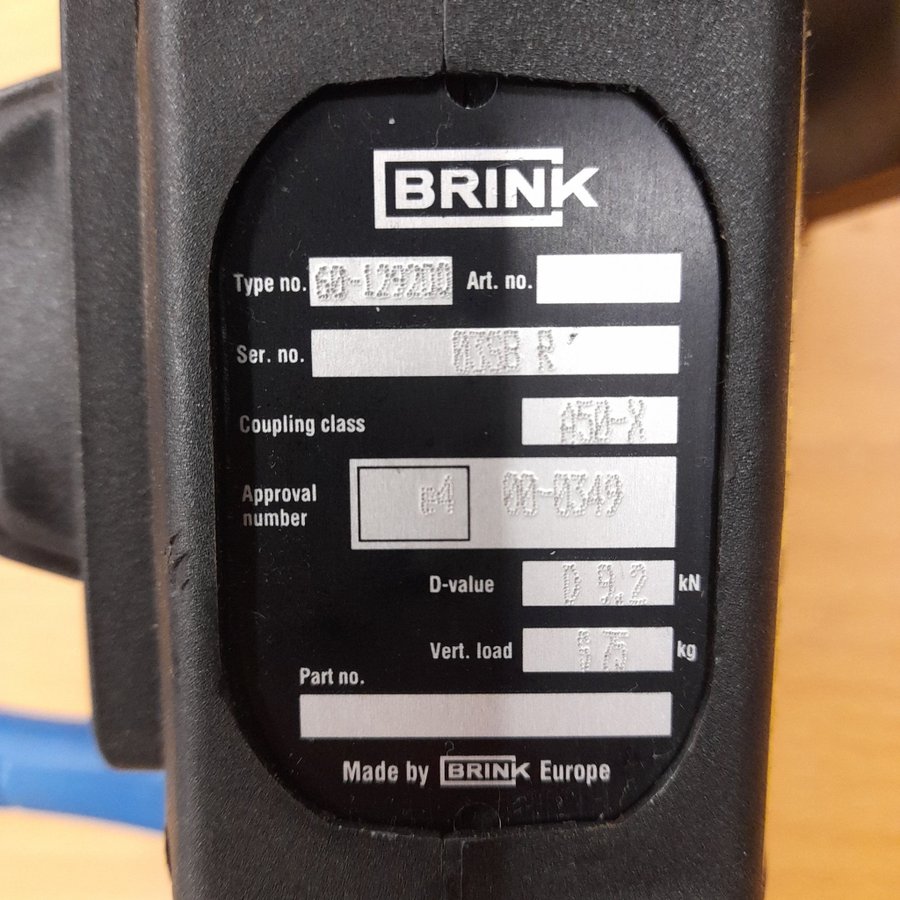 BRINK
Type no. 60-129200 Art. no.
Ser. no. 03SB R
Coupling class A50-X
Approval number e4 00-0349
D-value D 9.2 kN
Vert. load S 75 kg
Part no.
Made by BRINK Europe